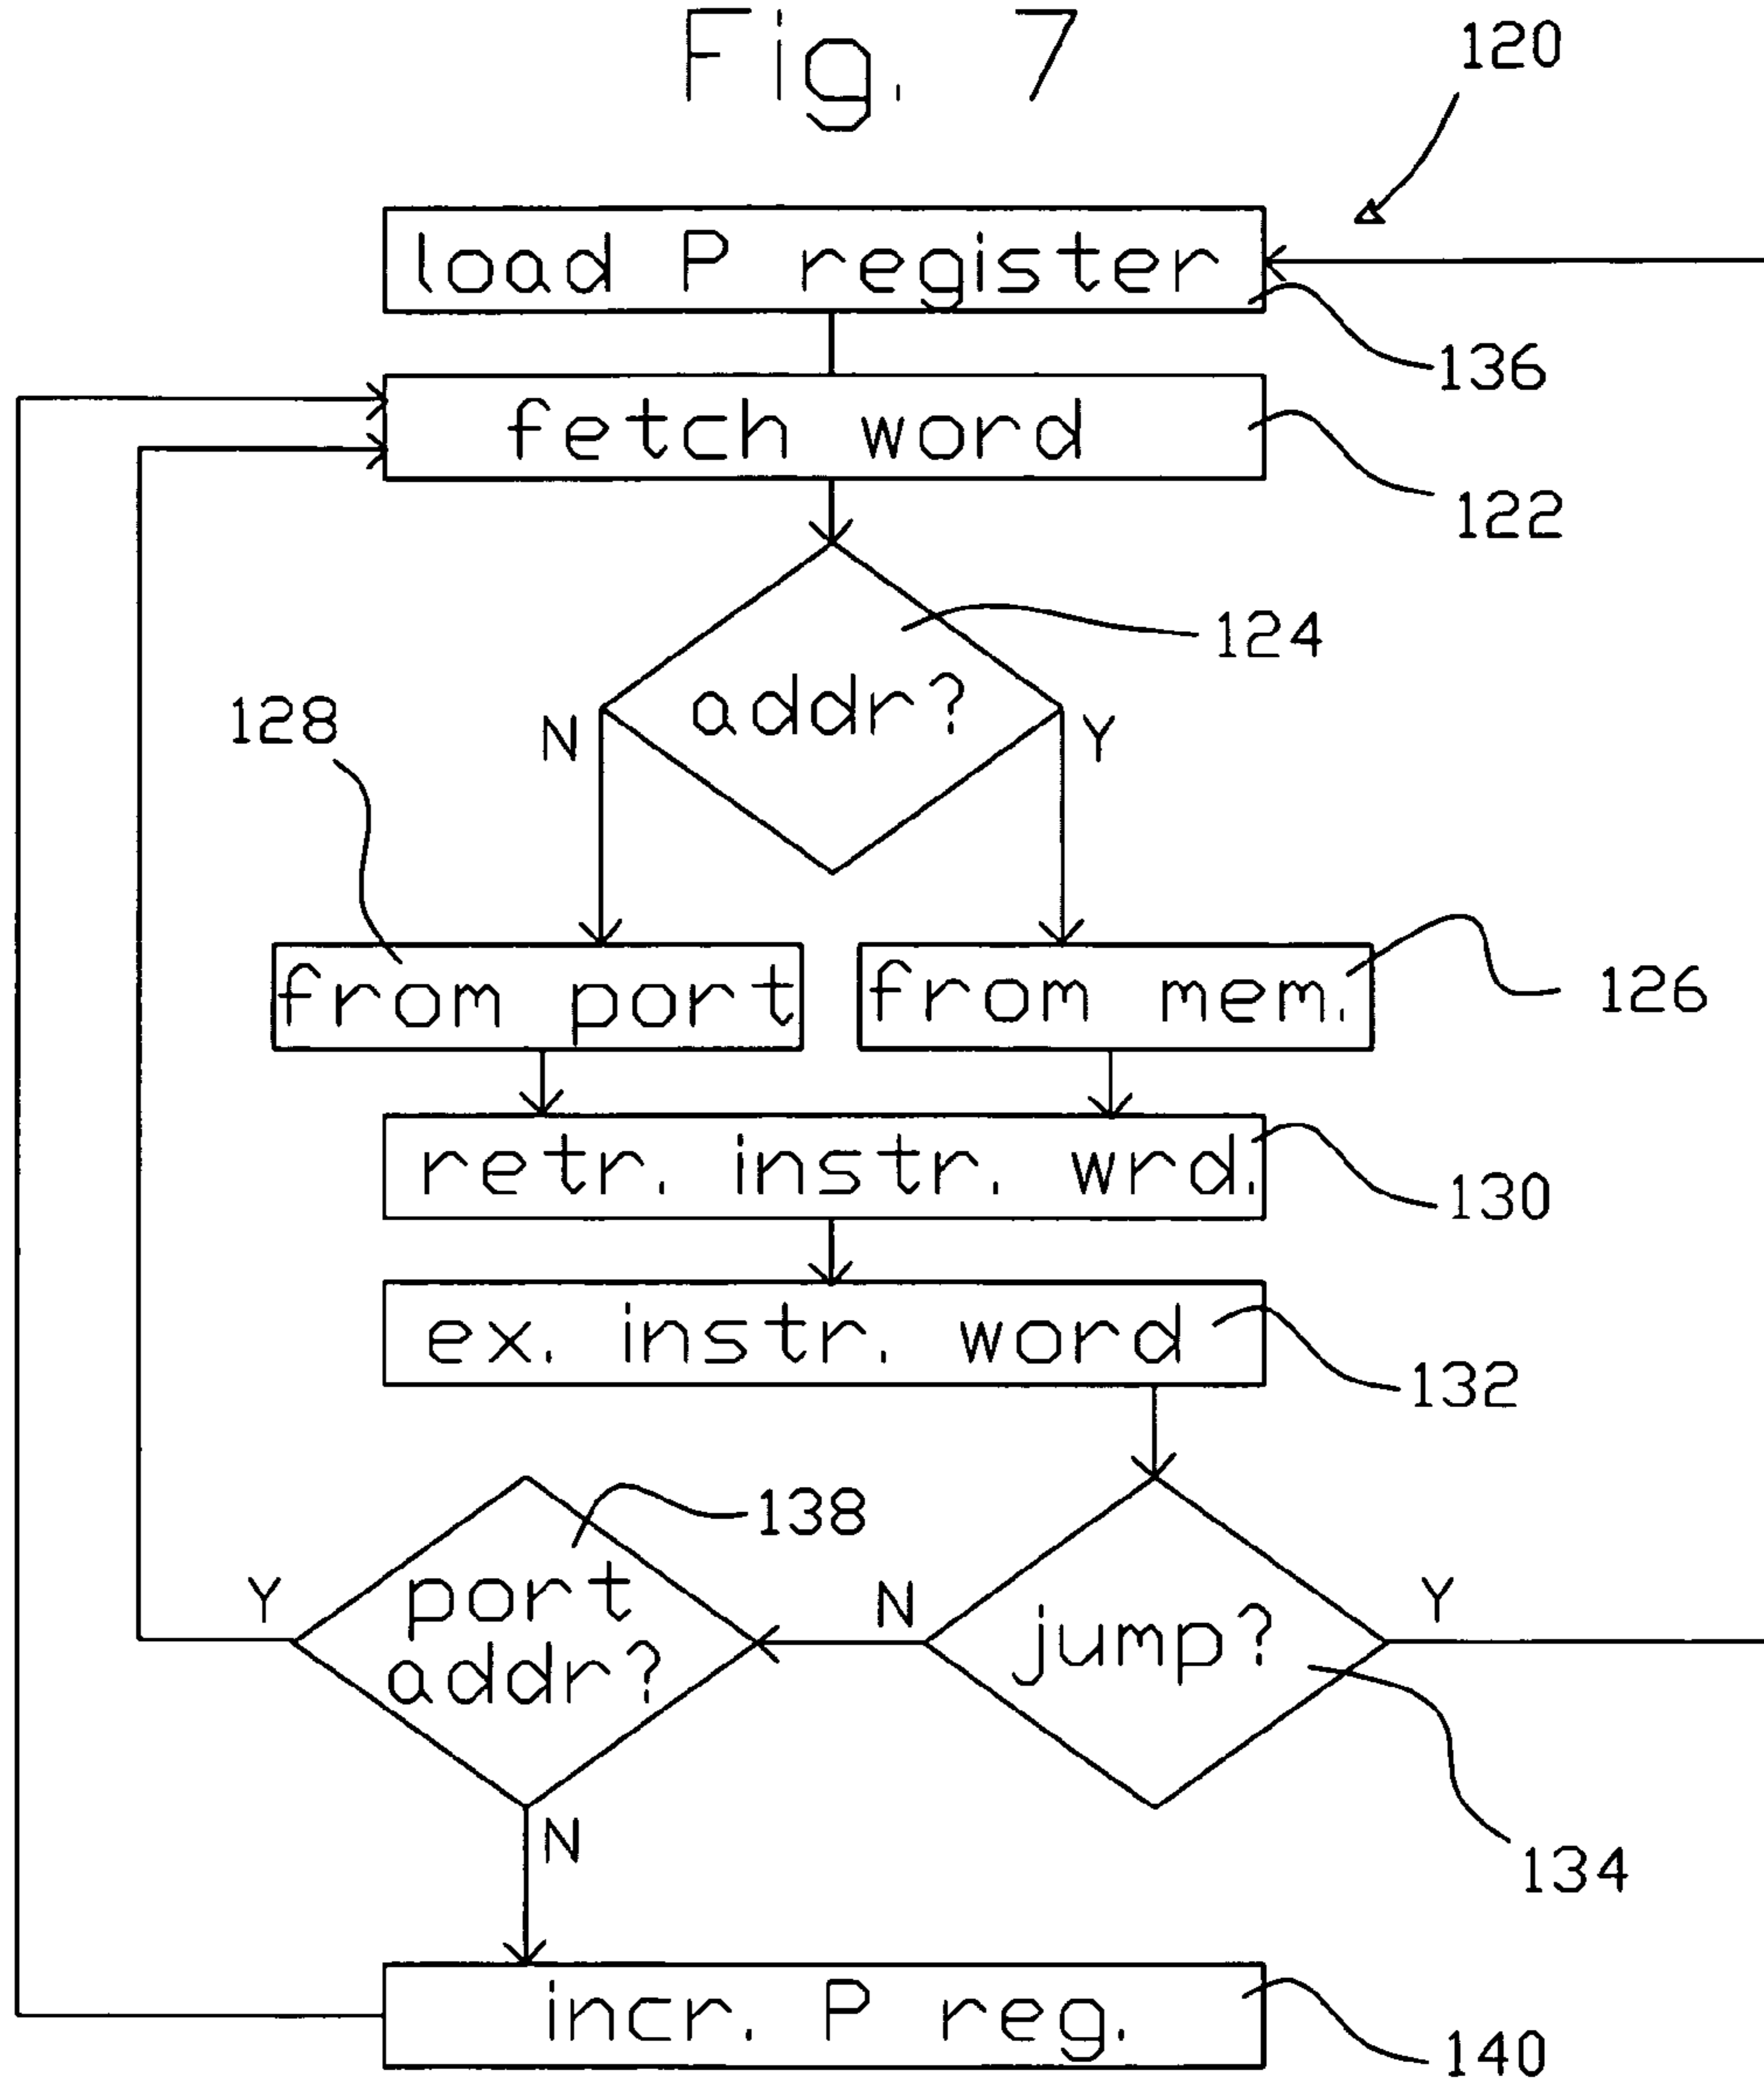 Fig. 7
120
load P register
136
fetch word
122
124
addr?
128
N
Y
from port
from mem.
126
retr. instr. wrd.
130
ex. instr. word
132
138
port
addr?
Y
N
jump?
Y
134
N
incr. P reg.
140